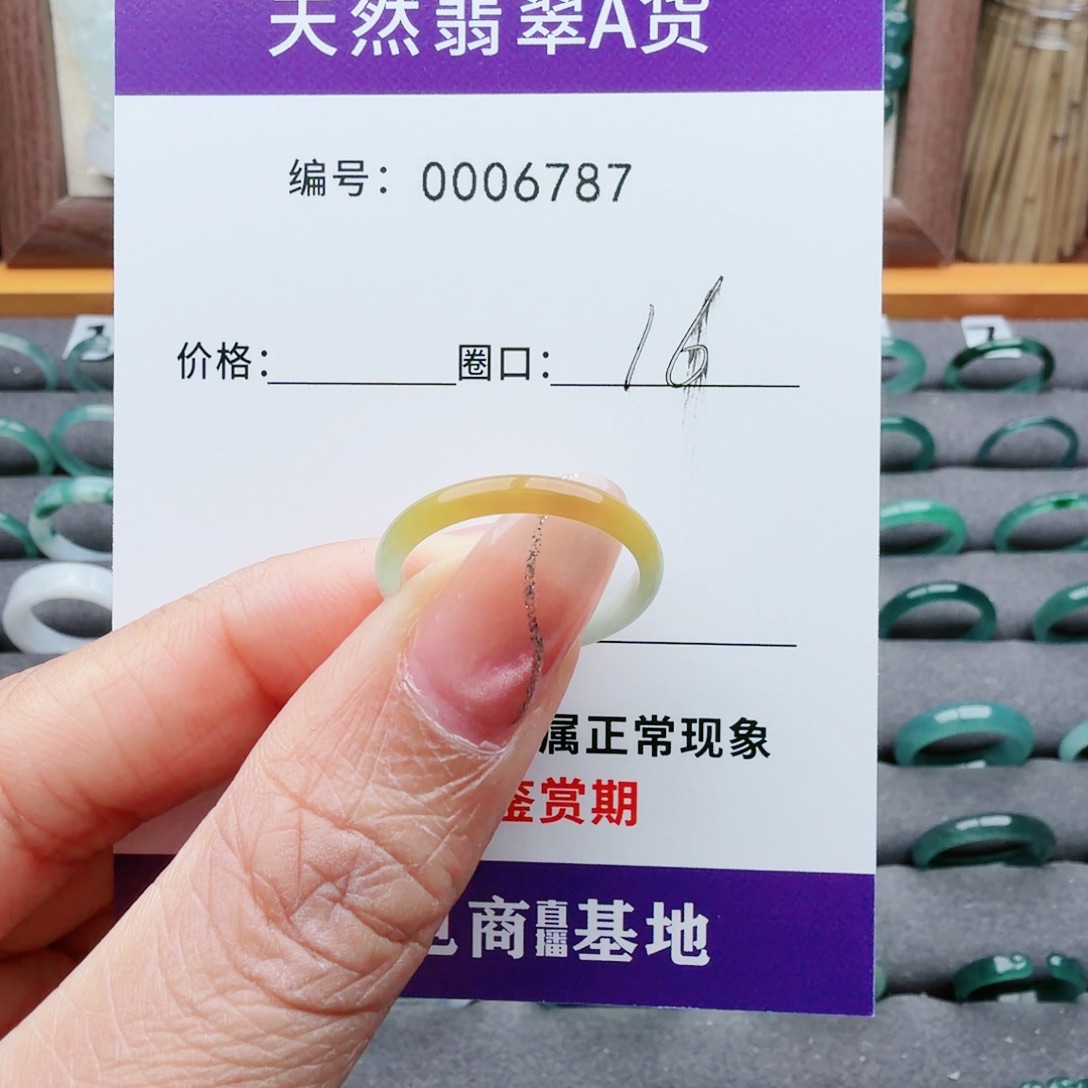 天然翡翠A货
编号：0006787
价格： 圈口：16
属正常现象
鉴赏期
电商直播基地